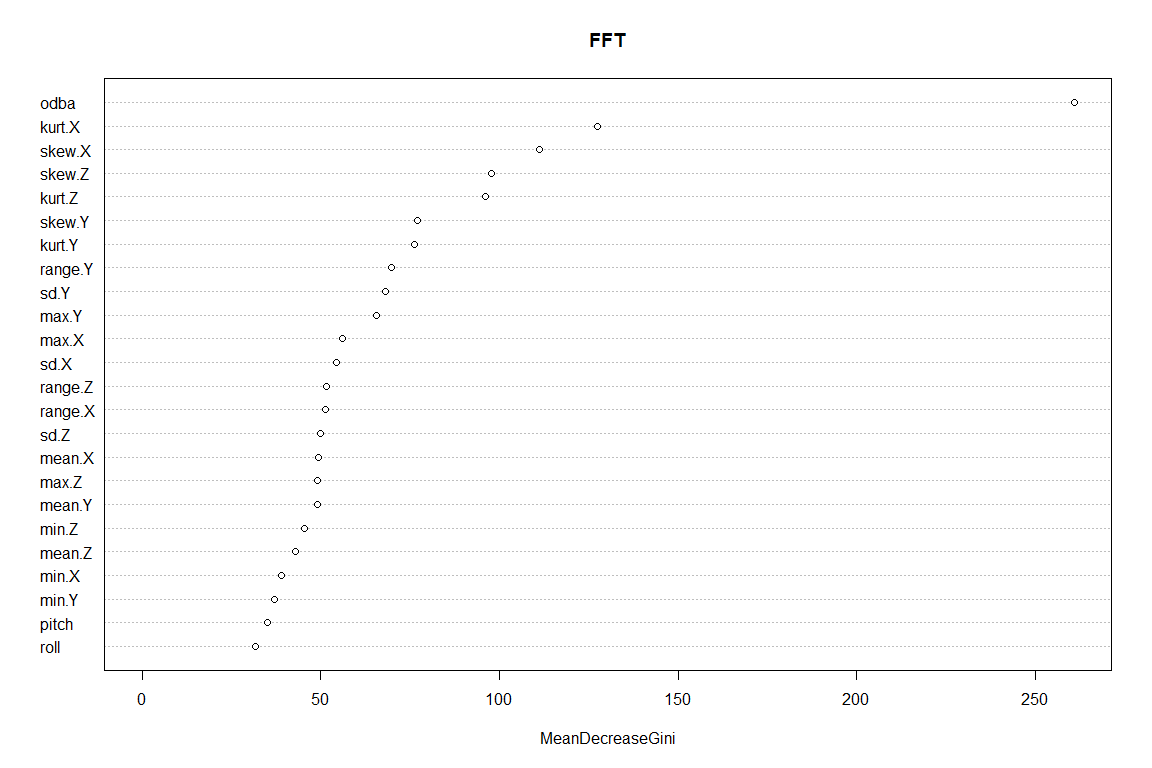 FFT
odba
kurt.X
skew.X
skew.Z
kurt.Z
skew.Y
kurt.Y
range.Y
sd.Y
max.Y
max.X
sd.X
range.Z
range.X
sd.Z
mean.X
max.Z
mean.Y
min.Z
mean.Z
min.X
min.Y
pitch
roll
0 50 100 150 200 250
MeanDecreaseGini